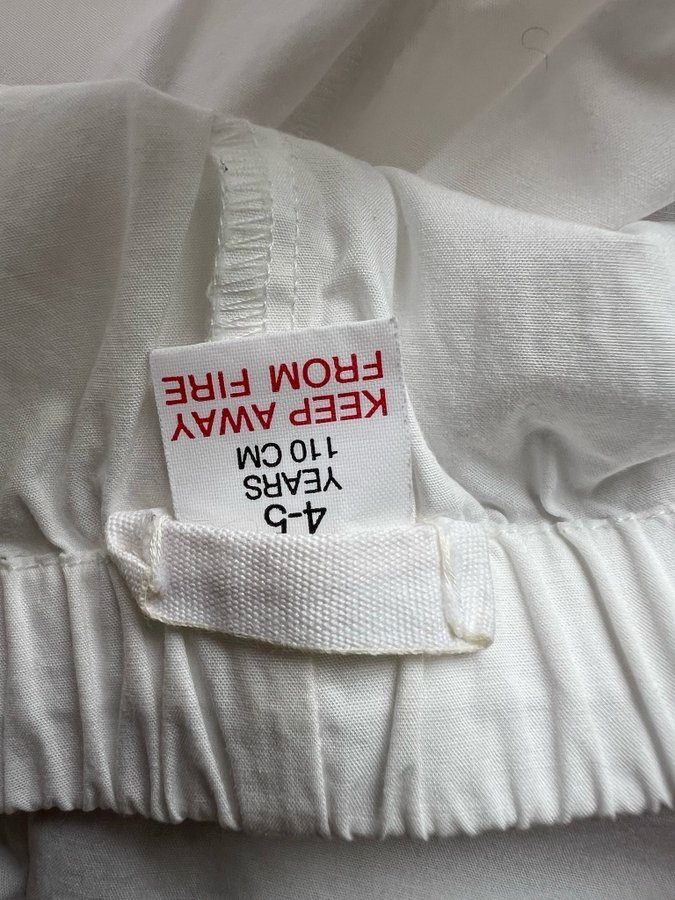 4-5
YEARS
110 CM
KEEP AWAY
FROM FIRE